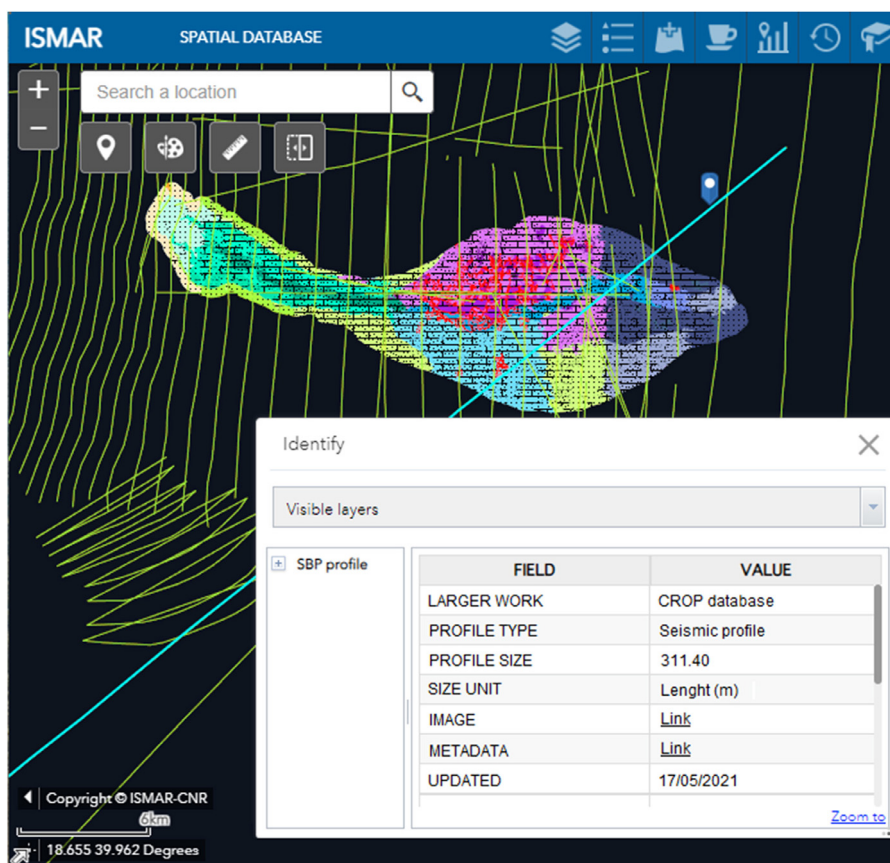 ISMAR SPATIAL DATABASE
+
Search a location
−
Identify
Visible layers
+ SBP profile
FIELD VALUE
LARGER WORK CROP database
PROFILE TYPE Seismic profile
PROFILE SIZE 311.40
SIZE UNIT Lenght (m)
IMAGE Link
METADATA Link
UPDATED 17/05/2021
Zoom to
Copyright © ISMAR-CNR
6km
18.655 39.962 Degrees